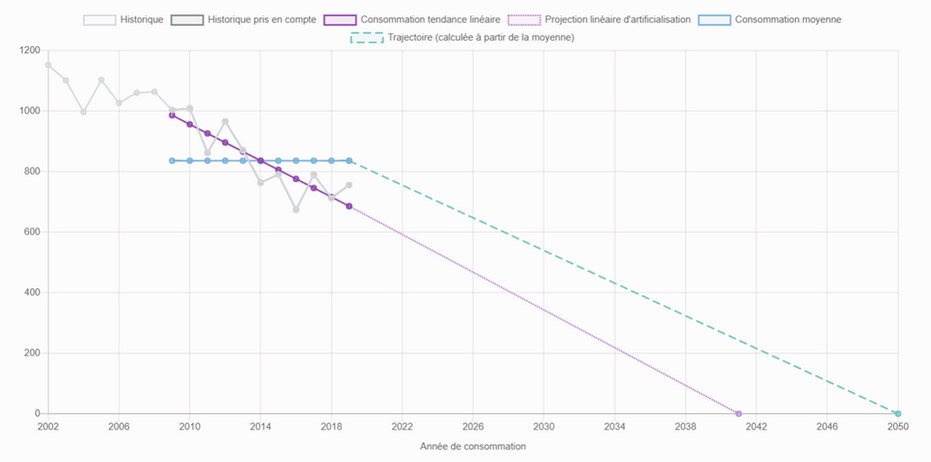 Historique Historique pris en compte Consommation tendance linéaire Projection linéaire d'artificialisation Consommation moyenne
Trajectoire (calculée à partir de la moyenne)
1200
1000
800
600
400
200
0
2002 2006 2010 2014 2018 2022 2026 2030 2034 2038 2042 2046 2050
Année de consommation